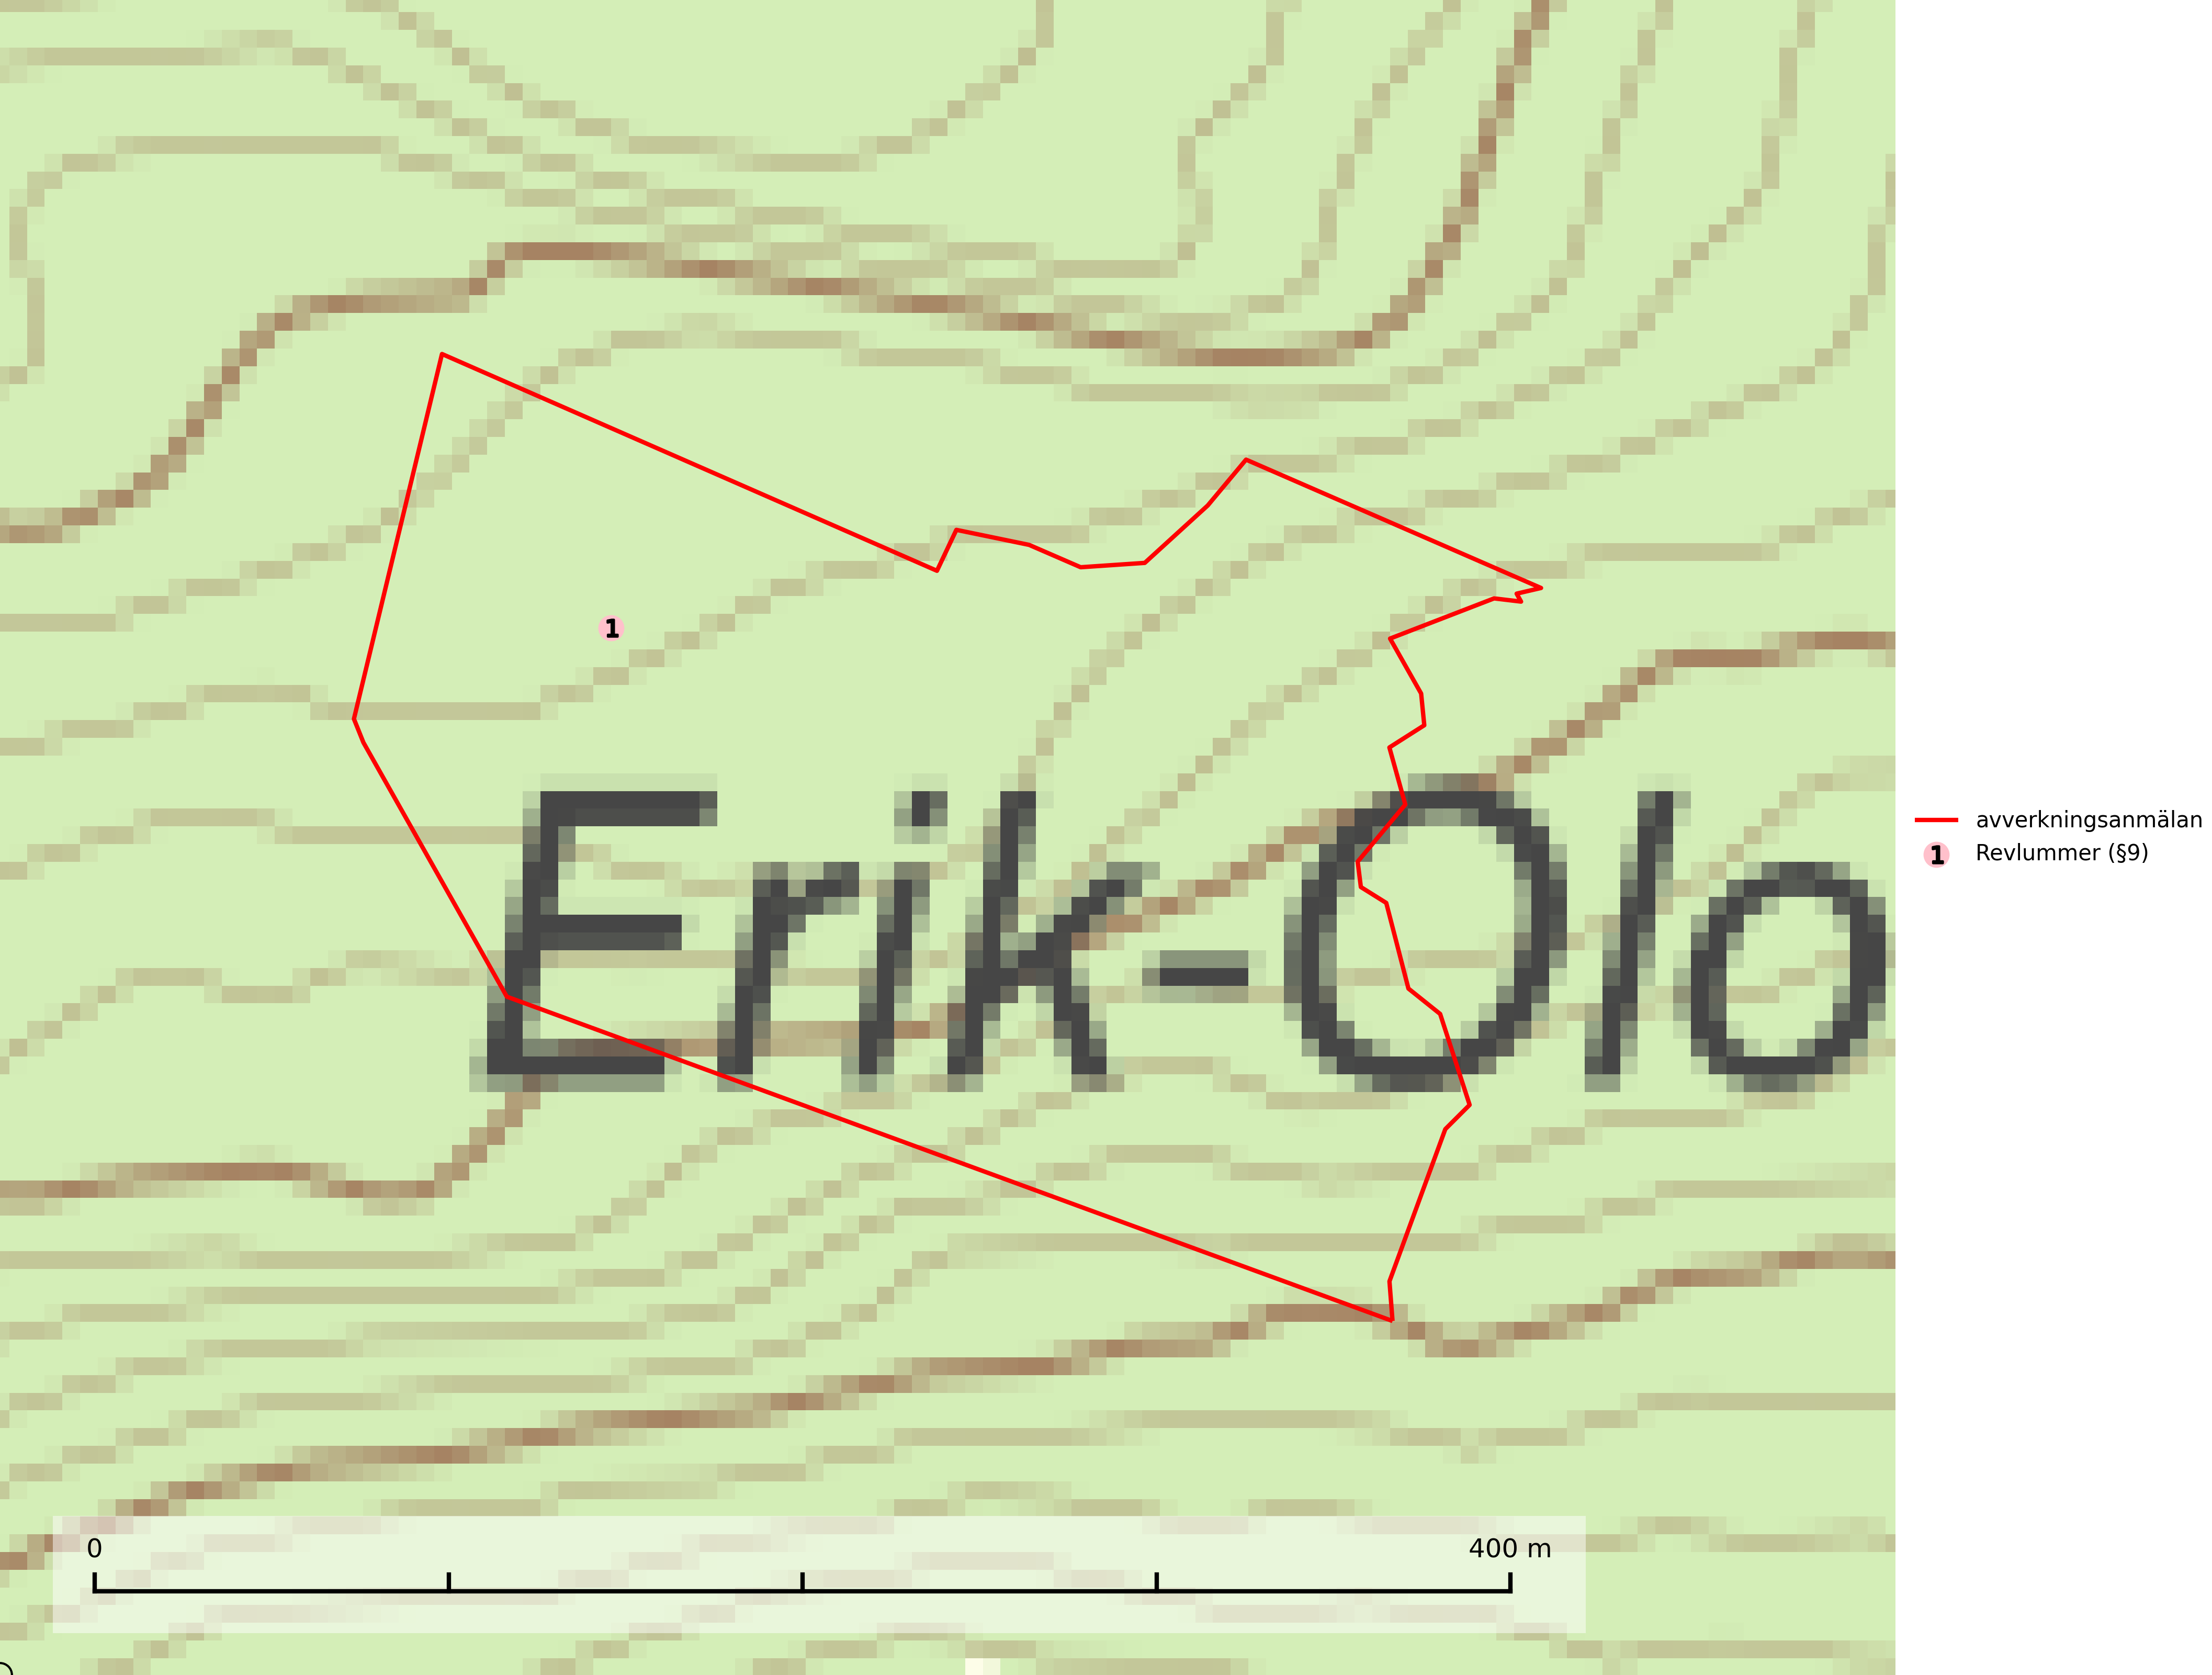 1
Erik-Olo
avverkningsanmälan
1 Revlummer (§9)
0 400 m